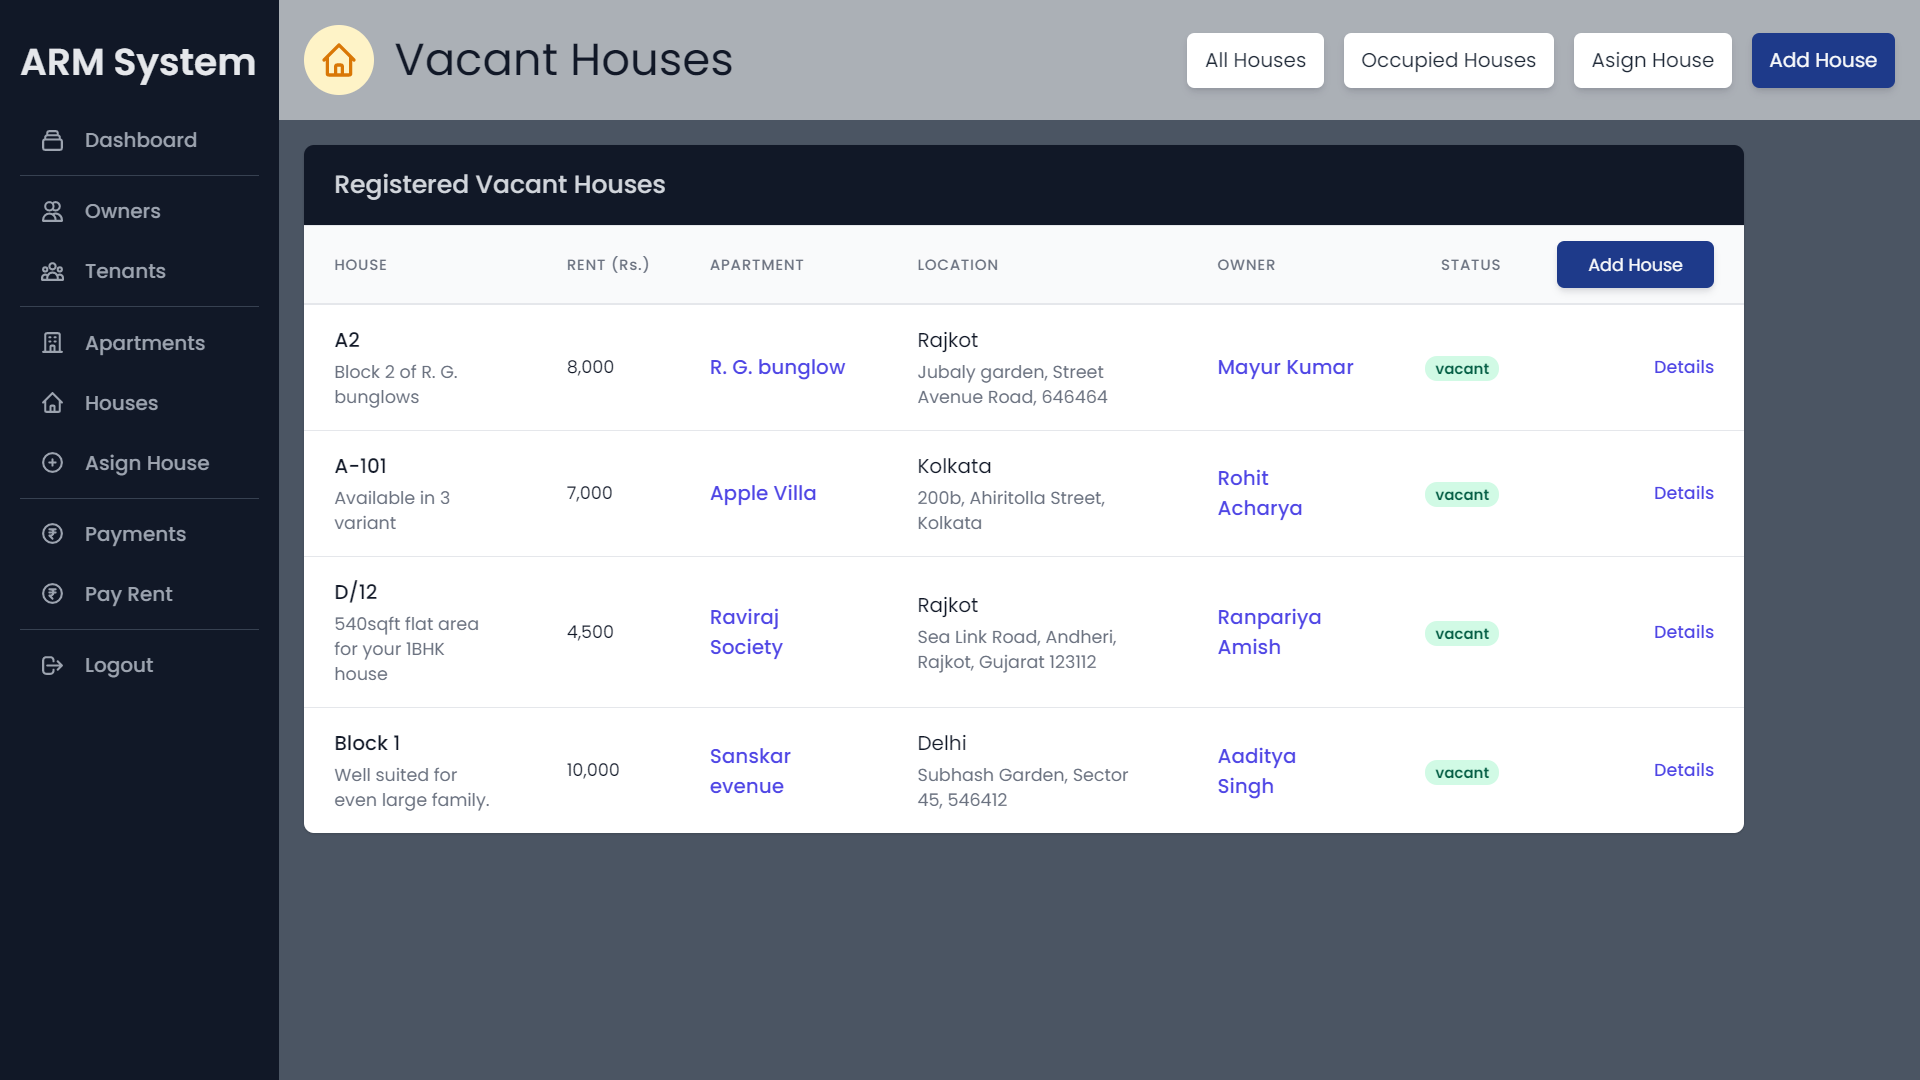 ARM System
Dashboard
Owners
Tenants
Apartments
Houses
Asign House
Payments
Pay Rent
Logout
Vacant Houses
All Houses
Occupied Houses
Asign House
Add House
Registered Vacant Houses
HOUSE RENT (Rs.) APARTMENT LOCATION OWNER STATUS Add House
A2
Block 2 of R. G.
bunglows
8,000
R. G. bunglow
Rajkot
Jubaly garden, Street
Avenue Road, 646464
Mayur Kumar
vacant
Details
A-101
Available in 3
variant
7,000
Apple Villa
Kolkata
200b, Ahiritolla Street,
Kolkata
Rohit
Acharya
vacant
Details
D/12
540sqft flat area
for your 1BHK
house
4,500
Raviraj
Society
Rajkot
Sea Link Road, Andheri,
Rajkot, Gujarat 123112
Ranpariya
Amish
vacant
Details
Block 1
Well suited for
even large family.
10,000
Sanskar
evenue
Delhi
Subhash Garden, Sector
45, 546412
Aaditya
Singh
vacant
Details